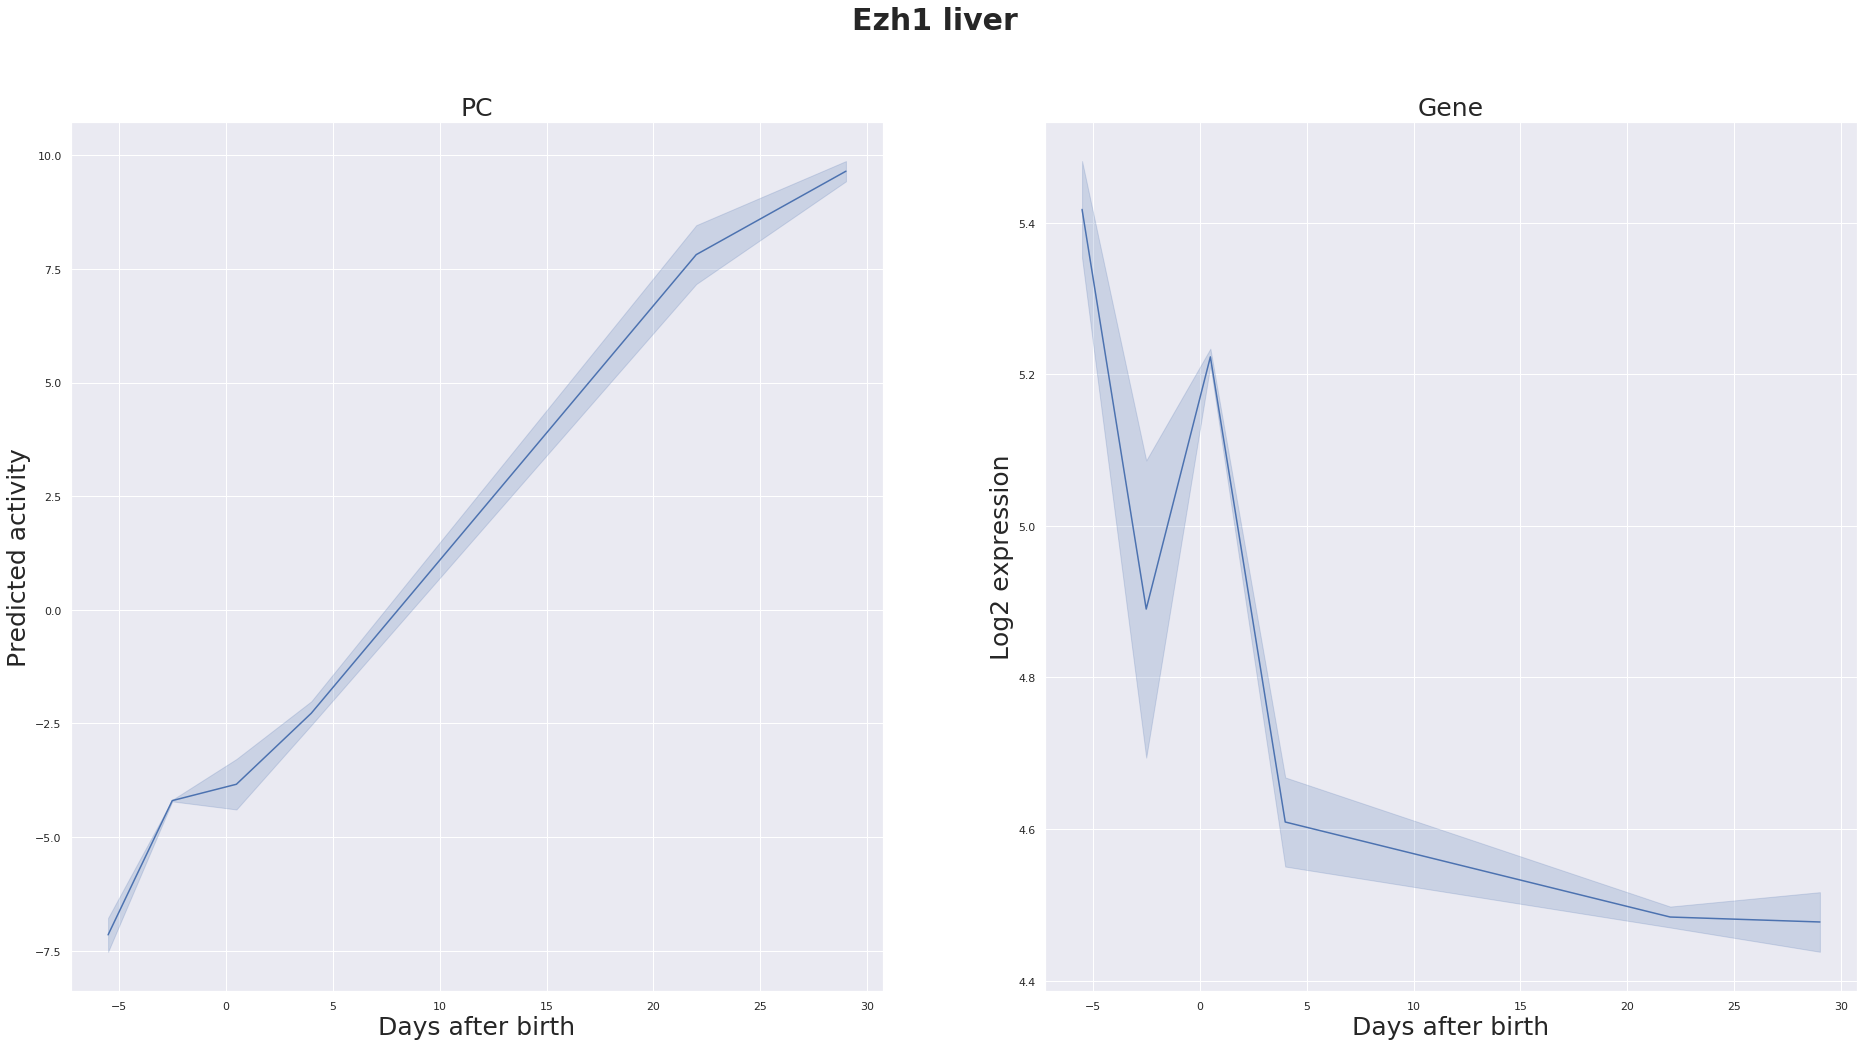 Ezh1 liver
PC
Predicted activity
10.0
7.5
5.0
2.5
0.0
−2.5
−5.0
−7.5
−5 0 5 10 15 20 25 30
Days after birth
Gene
Log2 expression
5.4
5.2
5.0
4.8
4.6
4.4
−5 0 5 10 15 20 25 30
Days after birth